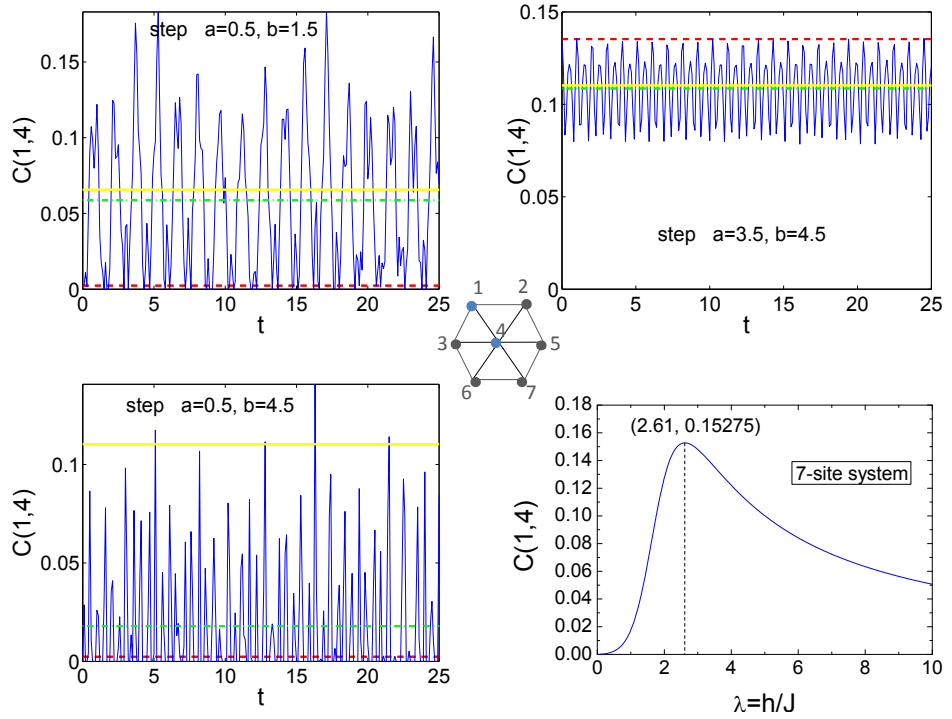 step a=0.5, b=1.5
C(1,4)
0.15
0.1
0.05
0
0 5 10 15 20 25
t
step a=3.5, b=4.5
C(1,4)
0.15
0.1
0.05
0
0 5 10 15 20 25
t
1 2
3 4 5
6 7
step a=0.5, b=4.5
C(1,4)
0.1
0.05
0
0 5 10 15 20 25
t
(2.61, 0.15275)
7-site system
C(1,4)
0.18
0.16
0.14
0.12
0.10
0.08
0.06
0.04
0.02
0.00
0 2 4 6 8 10
λ=h/J